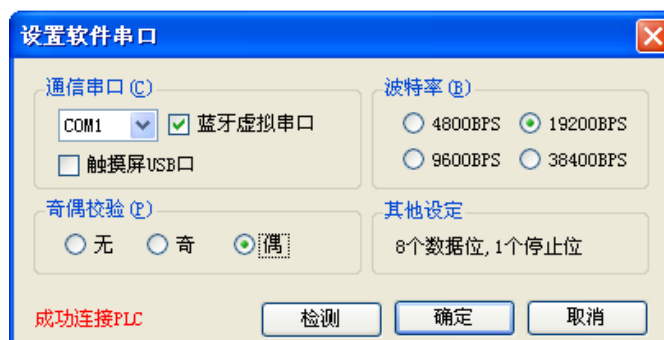 设置软件串口
通信串口(C)
COM1
蓝牙虚拟串口
触摸屏USB口
波特率(B)
4800BPS
19200BPS
9600BPS
38400BPS
奇偶校验(P)
无
奇
偶
其他设定
8个数据位,1个停止位
成功连接PLC
检测
确定
取消